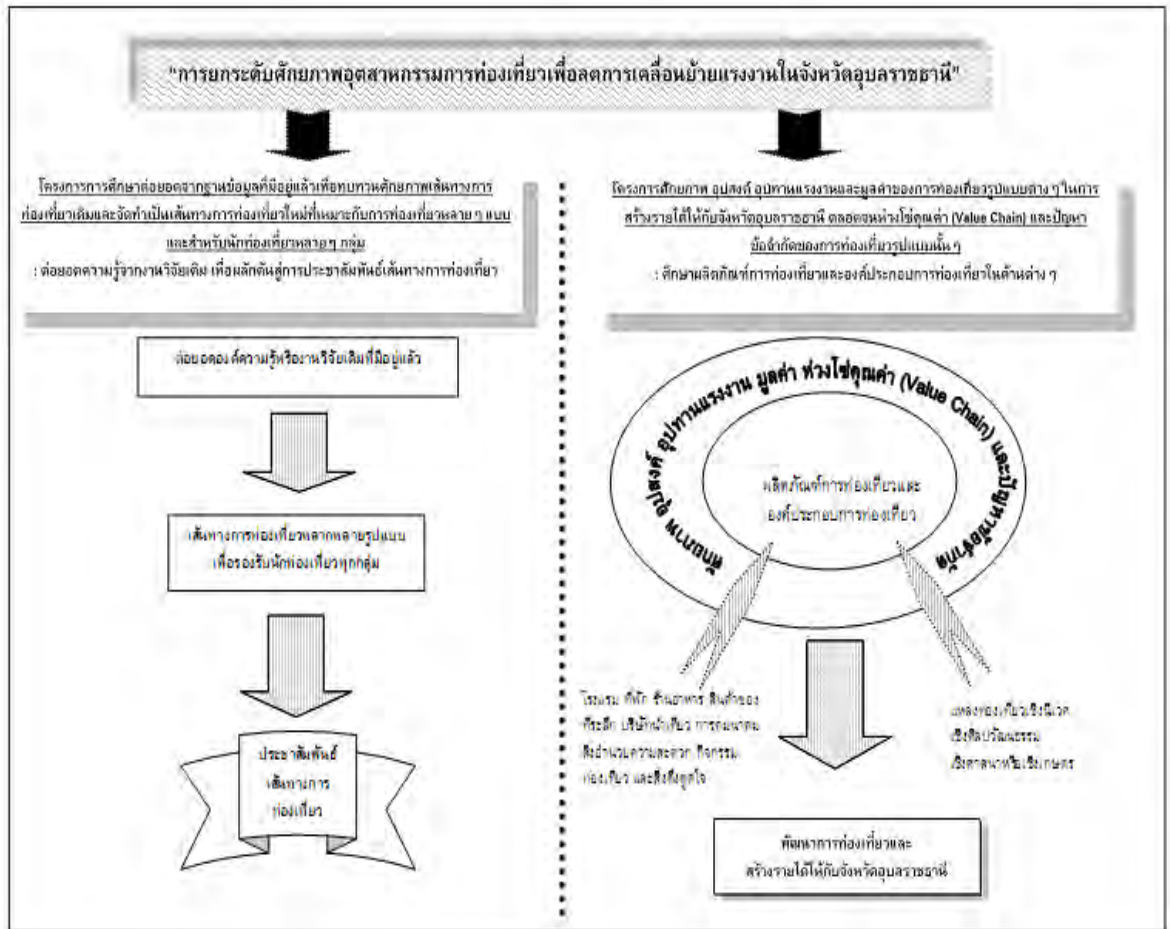 "การยกระดับศักยภาพอุตสาหกรรมการท่องเที่ยวเพื่อลดการเคลื่อนย้ายแรงงานในจังหวัดอุบลราชธานี"
โครงการการศึกษาต่อยอดจากฐานข้อมูลที่มีอยู่แล้วเพื่อทบทวนศักยภาพเส้นทางการ
ท่องเที่ยวเดิมและจัดทำเป็นเส้นทางการท่องเที่ยวใหม่ที่เหมาะกับการท่องเที่ยวหลาย ๆ แบบ
และสำหรับนักท่องเที่ยวหลายๆ กลุ่ม
: ต่อยอดความรู้จากงานวิจัยเดิม เพื่อผลักดันสู่การประชาสัมพันธ์เส้นทางการท่องเที่ยว
ต่อยอดองค์ความรู้หรืองานวิจัยเดิมที่มีอยู่แล้ว
เส้นทางการท่องเที่ยวหลากหลายรูปแบบ
เพื่อรองรับนักท่องเที่ยวทุกกลุ่ม
ประชาสัมพันธ์
เส้นทางการ
ท่องเที่ยว
โครงการศักยภาพ อุปสงค์ อุปทานแรงงานและมูลค่าของการท่องเที่ยวรูปแบบต่าง ๆ ในการ
สร้างรายได้ให้กับจังหวัดอุบลราชธานี ตลอดจนห่วงโซ่คุณค่า (Value Chain) และปัญหา
ข้อจำกัดของการท่องเที่ยวรูปแบบนั้น ๆ
: ศึกษาผลิตภัณฑ์การท่องเที่ยวและองค์ประกอบการท่องเที่ยวในด้านต่าง ๆ
ศักยภาพ อุปสงค์ อุปทานแรงงาน มูลค่า ห่วงโซ่คุณค่า (Value Chain) และปัญหาข้อจำกัด
ผลิตภัณฑ์การท่องเที่ยวและ
องค์ประกอบการท่องเที่ยว
โรงแรม ที่พัก ร้านอาหาร สินค้าของ
ที่ระลึก บริษัทนำเที่ยว การคมนาคม
สิ่งอำนวยความสะดวก กิจกรรม
ท่องเที่ยว และสิ่งดึงดูดใจ
แหล่งท่องเที่ยวเชิงนิเวศ
เชิงศิลปวัฒนธรรม
เชิงศาสนาหรือเชิงเกษตร
พัฒนาการท่องเที่ยวและ
สร้างรายได้ให้กับจังหวัดอุบลราชธานี